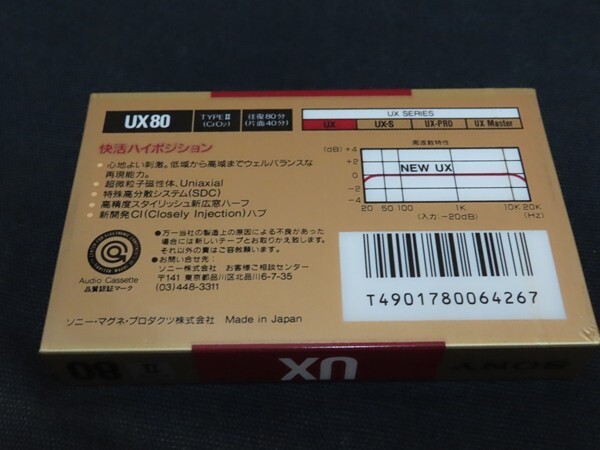 UX80
TYPE II
(CrO₂)
往復80分
(片面40分)
UX SERIES
UX UX-S UX-PRO UX Master
快活ハイポジション
• 心地よい刺激。低域から高域までウェルバランスな
再現能力。
• 超微粒子磁性体、Uniaxial
• 特殊高分散システム(SDC)
• 高精度スタイリッシュ新広窓ハーフ
• 新開発CI(Closely Injection)ハブ
周波数特性
(dB) +4
+2
0
-2
-4
NEW UX
20 50 100 1K 10K 20K
(入力-20dB) (Hz)
● 万一当社の製造上の原因による不良があった
場合には新しいテープとお取りかえ致します。
それ以外の責はご容赦願います。
● お問い合せ先:
ソニー株式会社 お客様ご相談センター
〒141 東京都品川区北品川6-7-35
(03)448-3311
Audio Cassette
品質認証マーク
T4901780064267
ソニー・マグネ・プロダクツ株式会社 Made in Japan
80
II
UX
SONY